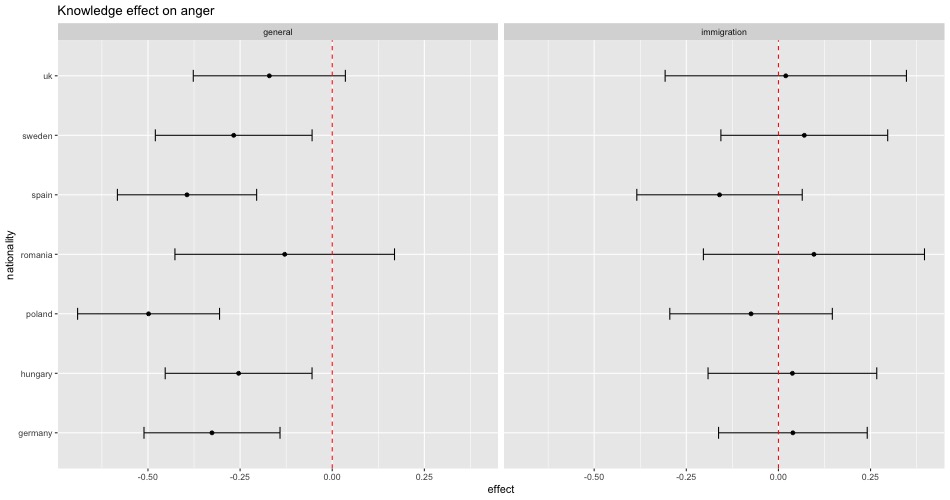 Knowledge effect on anger
general
immigration
nationality
uk
sweden
spain
romania
poland
hungary
germany
-0.50
-0.25
0.00
0.25
-0.50
-0.25
0.00
0.25
effect